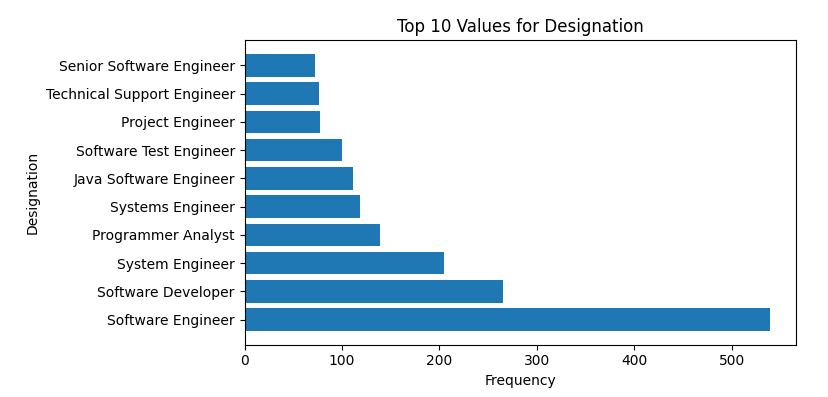 Top 10 Values for Designation
Senior Software Engineer
Technical Support Engineer
Project Engineer
Software Test Engineer
Java Software Engineer
Systems Engineer
Programmer Analyst
System Engineer
Software Developer
Software Engineer
Designation
0 100 200 300 400 500
Frequency